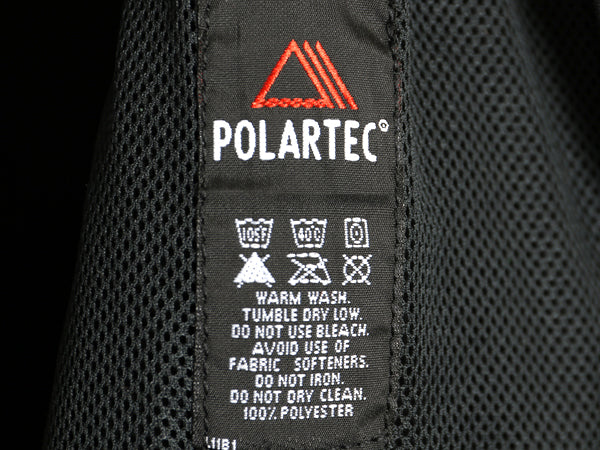 POLARTEC®
105F 40C
WARM WASH.
TUMBLE DRY LOW.
DO NOT USE BLEACH.
AVOID USE OF
FABRIC SOFTENERS.
DO NOT IRON.
DO NOT DRY CLEAN.
100% POLYESTER
.11B1